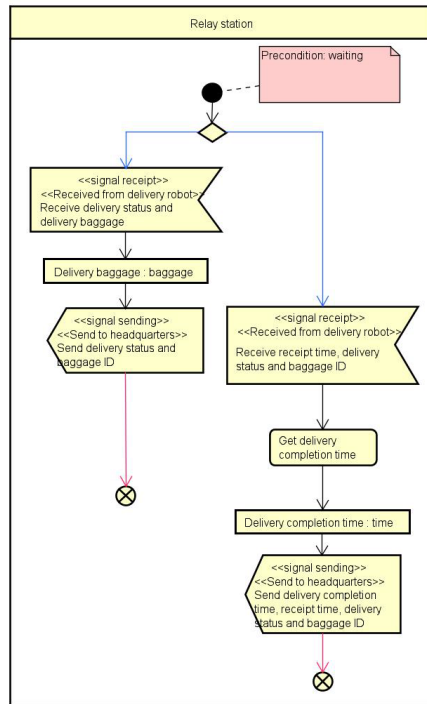 Relay station
Precondition: waiting
<<signal receipt>>
<<Received from delivery robot>>
Receive delivery status and
delivery baggage
Delivery baggage : baggage
<<signal sending>>
<<Send to headquarters>>
Send delivery status and
baggage ID
<<signal receipt>>
<<Received from delivery robot>>
Receive receipt time, delivery
status and baggage ID
Get delivery
completion time
Delivery completion time : time
<<signal sending>>
<<Send to headquarters>>
Send delivery completion
time, receipt time, delivery
status and baggage ID